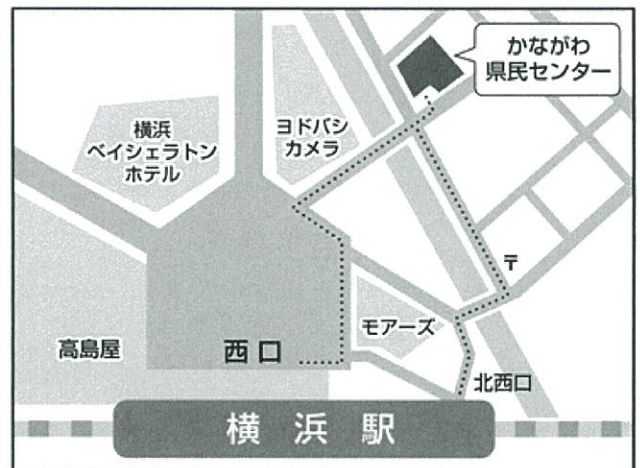 かながわ
県民センター
横浜
ベイシェラトン
ホテル
ヨドバシ
カメラ
〒
モアーズ
高島屋
西口
北西口
横浜駅